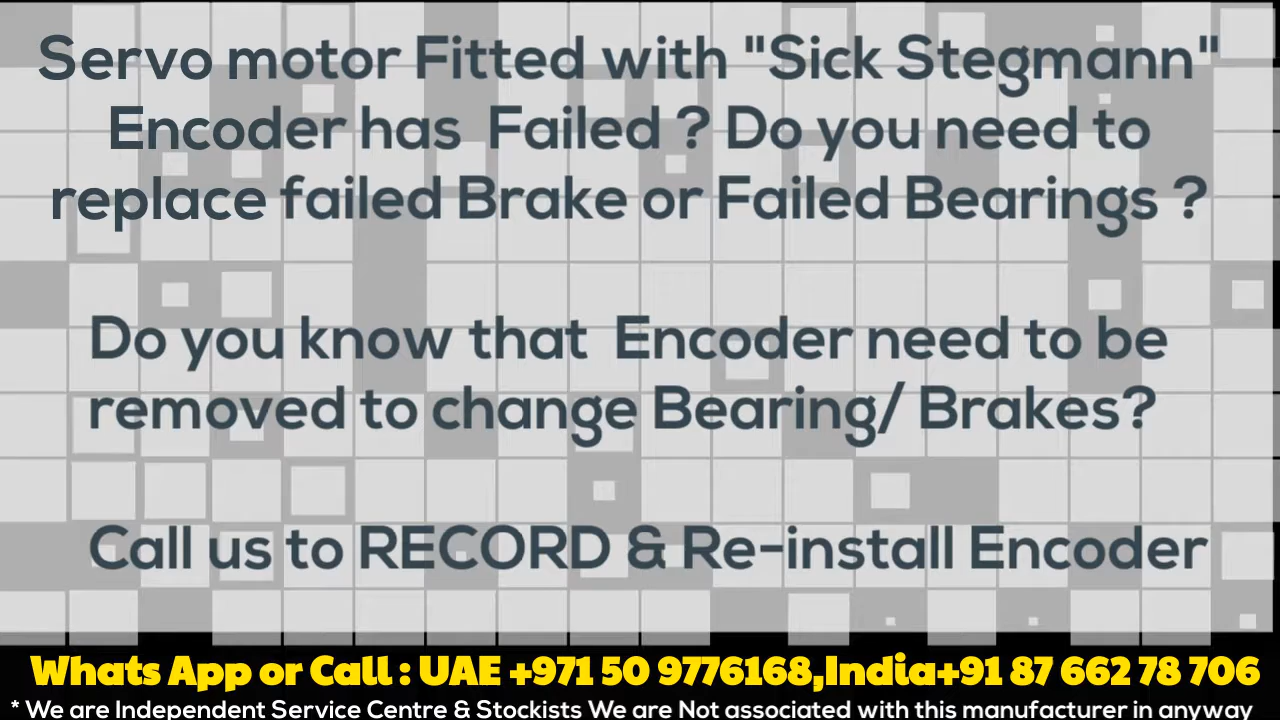 Servo motor Fitted with "Sick Stegmann"
Encoder has Failed ? Do you need to
replace failed Brake or Failed Bearings ?
Do you know that Encoder need to be
removed to change Bearing/ Brakes?
Call us to RECORD & Re-install Encoder
Whats App or Call : UAE +971 50 9776168,India+91 87 662 78 706
* We are Independent Service Centre & Stockists We are Not associated with this manufacturer in anyway